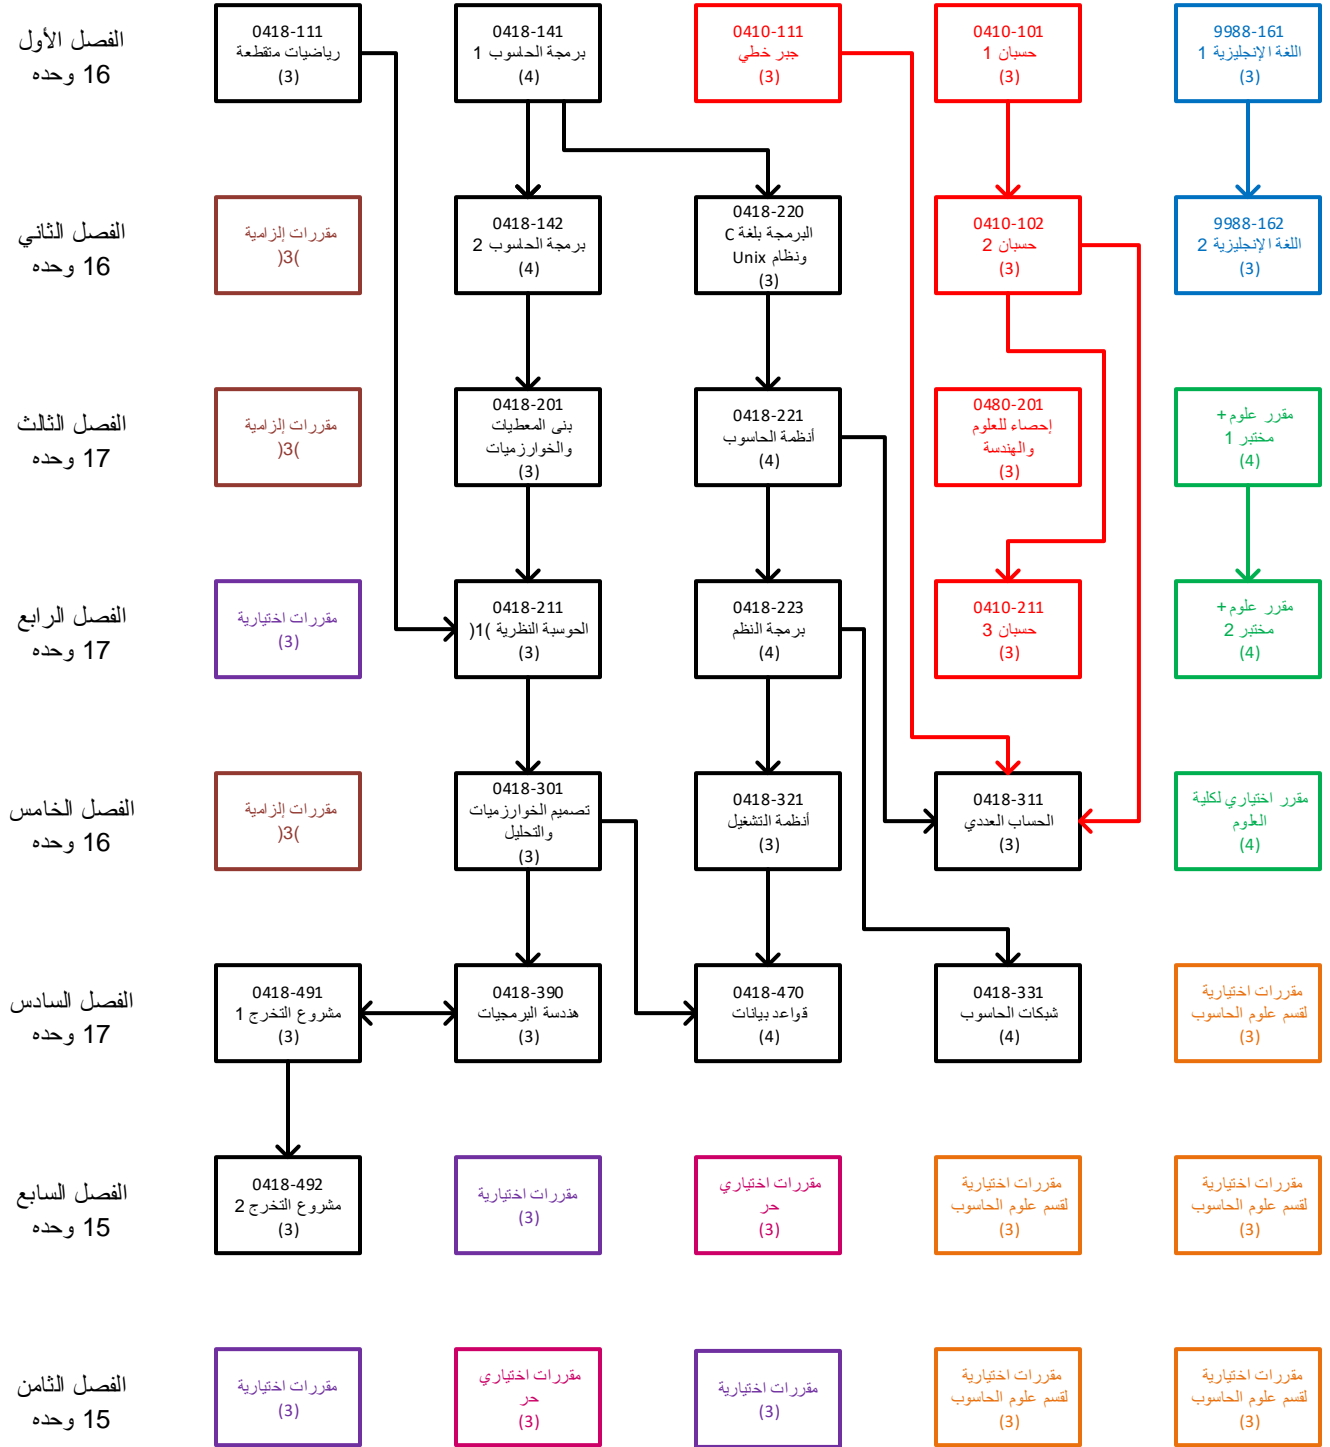 الفصل الأول
16 وحده
0418-111
رياضيات متقطعة
(3)
0418-141
برمجة الحاسوب 1
(4)
0410-111
جبر خطي
(3)
0410-101
حسبان 1
(3)
9988-161
اللغة الإنجليزية 1
(3)
الفصل الثاني
16 وحده
مقررات إلزامية
)3(
0418-142
برمجة الحاسوب 2
(4)
0418-220
البرمجة بلغة C
ونظام Unix
(3)
0410-102
حسبان 2
(3)
9988-162
اللغة الإنجليزية 2
(3)
الفصل الثالث
17 وحده
مقررات إلزامية
)3(
0418-201
بنى المعطيات
والخوارزميات
(3)
0418-221
أنظمة الحاسوب
(4)
0480-201
إحصاء للعلوم
والهندسة
(3)
مقرر علوم +
مختبر 1
(4)
الفصل الرابع
17 وحده
مقررات اختيارية
(3)
0418-211
الحوسبة النظرية )1(
(3)
0418-223
برمجة النظم
(4)
0410-211
حسبان 3
(3)
مقرر علوم +
مختبر 2
(4)
الفصل الخامس
16 وحده
مقررات إلزامية
)3(
0418-301
تصميم الخوارزميات
والتحليل
(3)
0418-321
أنظمة التشغيل
(3)
0418-311
الحساب العددي
(3)
مقرر اختياري لكلية
العلوم
(4)
الفصل السادس
17 وحده
0418-491
مشروع التخرج 1
(3)
0418-390
هندسة البرمجيات
(3)
0418-470
قواعد بيانات
(4)
0418-331
شبكات الحاسوب
(4)
مقررات اختيارية
لقسم علوم الحاسوب
(3)
الفصل السابع
15 وحده
0418-492
مشروع التخرج 2
(3)
مقررات اختيارية
(3)
مقررات اختياري
حر
(3)
مقررات اختيارية
لقسم علوم الحاسوب
(3)
مقررات اختيارية
لقسم علوم الحاسوب
(3)
الفصل الثامن
15 وحده
مقررات اختيارية
(3)
مقررات اختياري
حر
(3)
مقررات اختيارية
(3)
مقررات اختيارية
لقسم علوم الحاسوب
(3)
مقررات اختيارية
لقسم علوم الحاسوب
(3)